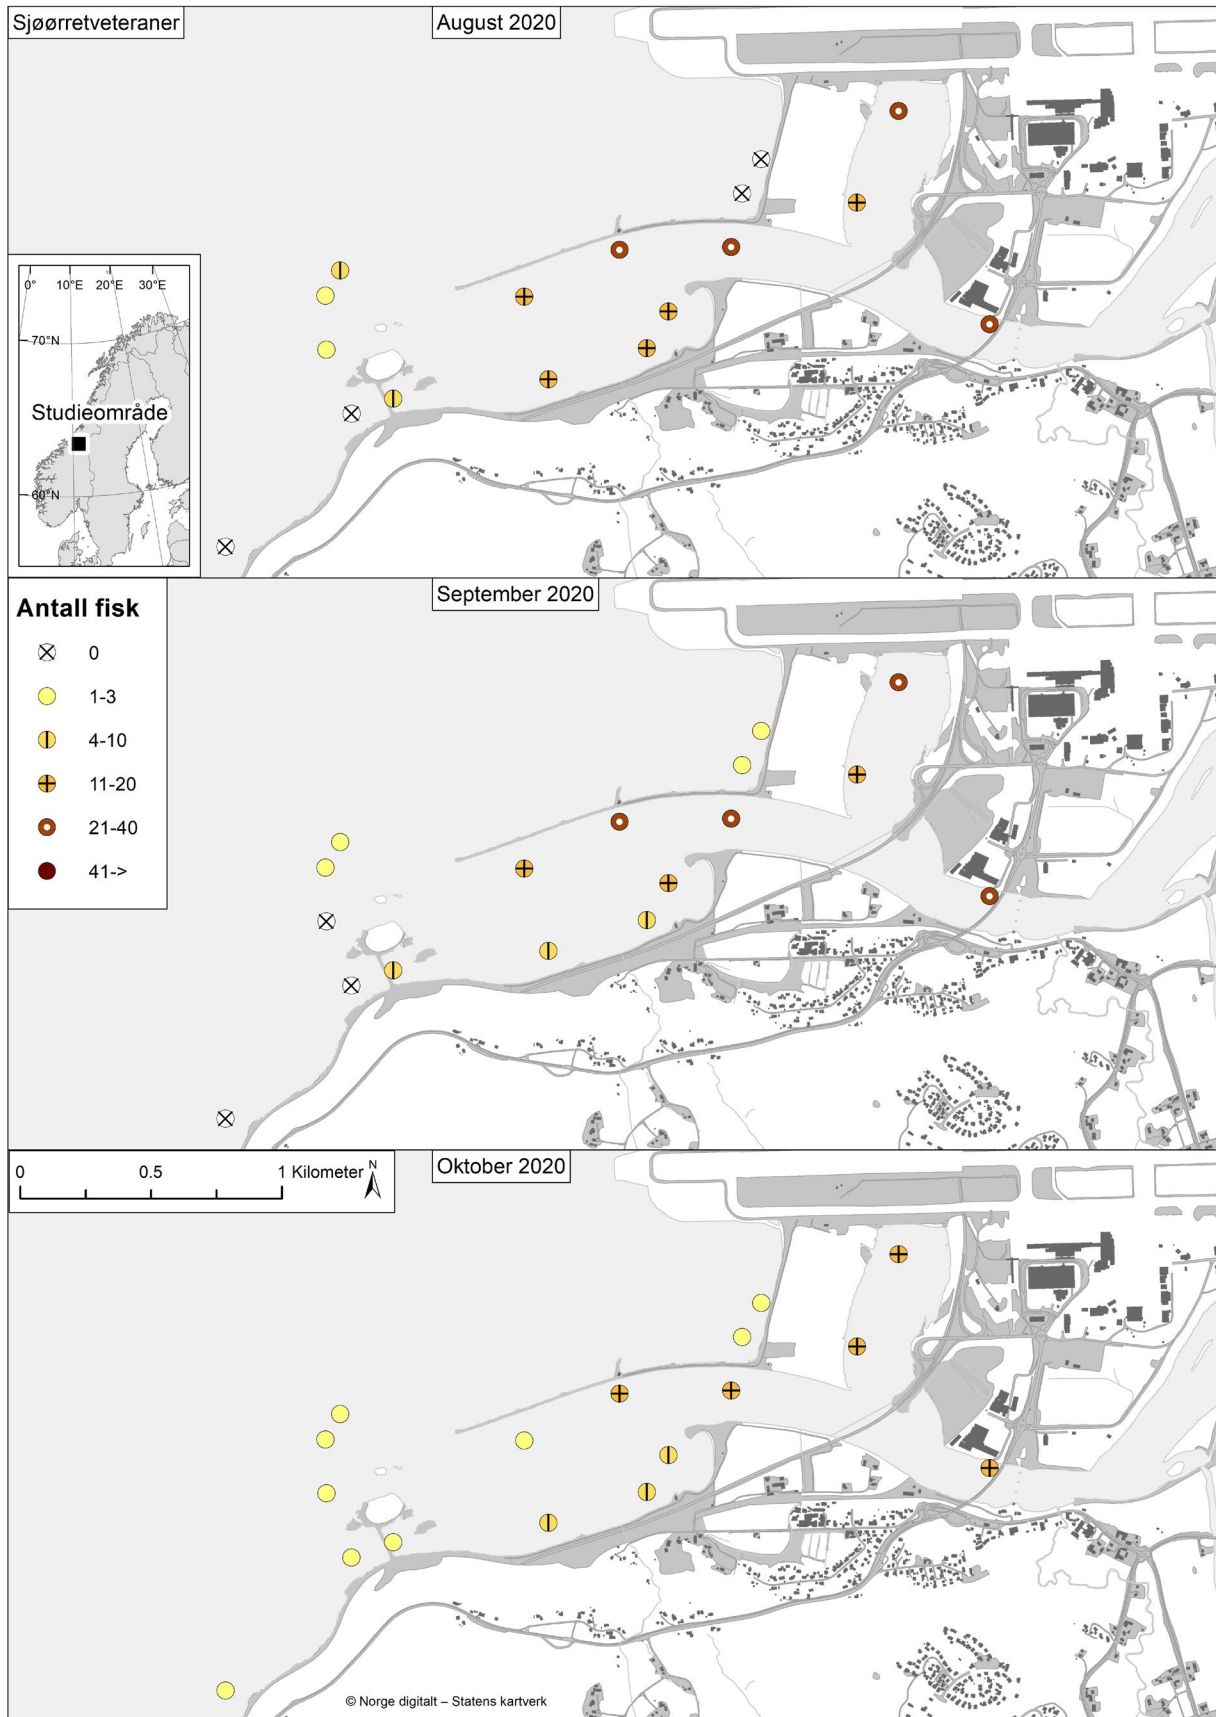 Sjøørretveteraner
August 2020
0° 10°E 20°E 30°E
70°N
Studieområde
60°N
September 2020
Antall fisk
0
1-3
4-10
11-20
21-40
41->
Oktober 2020
0 0.5 1 Kilometer N
© Norge digitalt – Statens kartverk